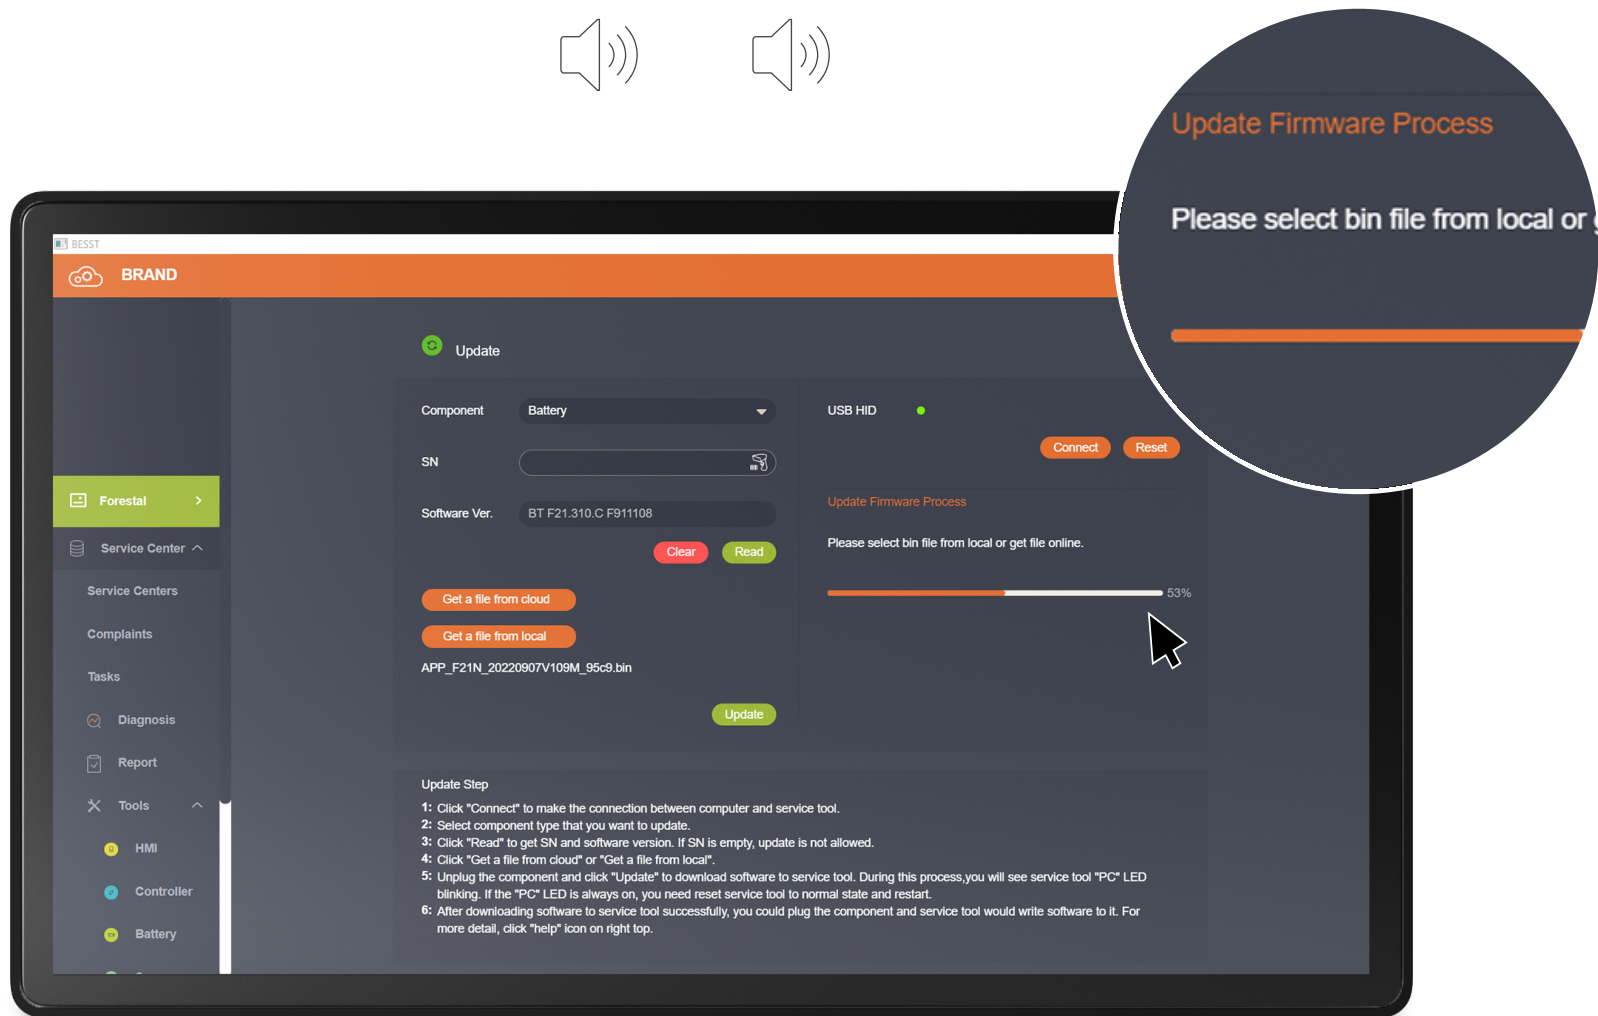 Update Firmware Process
Please select bin file from local or
BESST
BRAND
Update
Component
Battery
SN
Software Ver.
BT F21.310.C F911108
Clear
Read
Get a file from cloud
Get a file from local
APP_F21N_20220907V109M_95c9.bin
Update
USB HID
Connect
Reset
Update Firmware Process
Please select bin file from local or get file online.
53%
Forestal
Service Center
Service Centers
Complaints
Tasks
Diagnosis
Report
Tools
HMI
Controller
Battery
Update Step
1: Click "Connect" to make the connection between computer and service tool.
2: Select component type that you want to update.
3: Click "Read" to get SN and software version. If SN is empty, update is not allowed.
4: Click "Get a file from cloud" or "Get a file from local".
5: Unplug the component and click "Update" to download software to service tool. During this process,you will see service tool "PC" LED
blinking. If the "PC" LED is always on, you need reset service tool to normal state and restart.
6: After downloading software to service tool successfully, you could plug the component and service tool would write software to it. For
more detail, click "help" icon on right top.